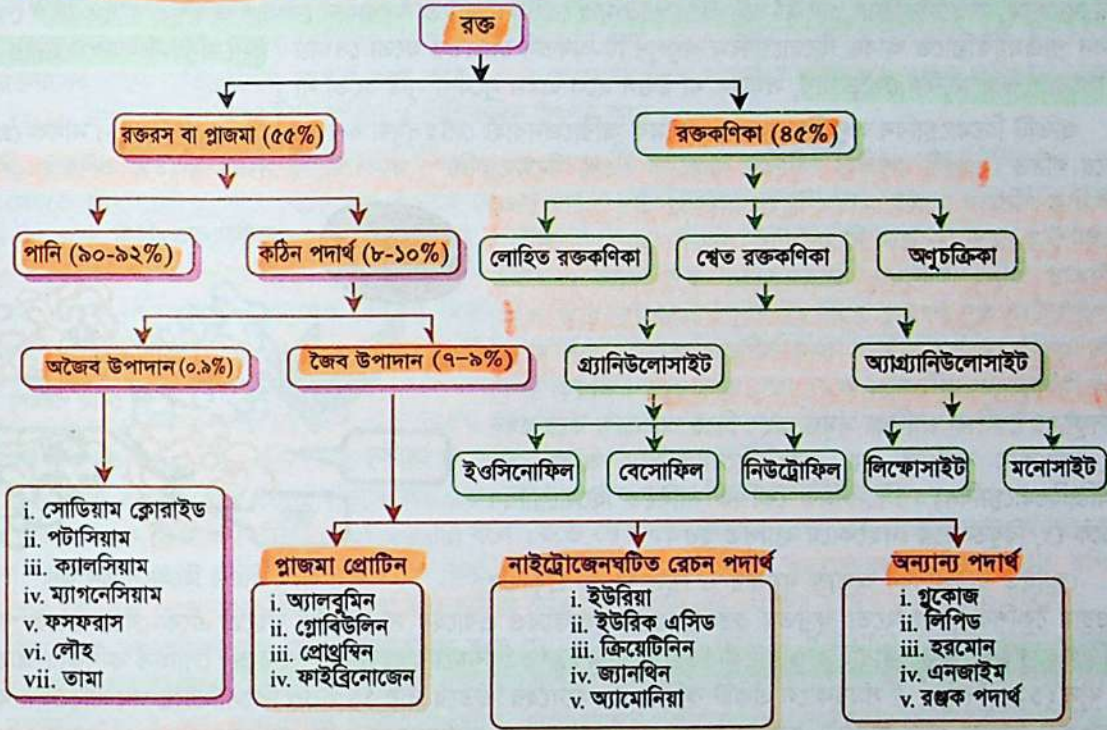 রক্ত
রক্তরস বা প্লাজমা (৫৫%)
রক্তকণিকা (৪৫%)
পানি (৯০-৯২%)
কঠিন পদার্থ (৮-১০%)
লোহিত রক্তকণিকা
শ্বেত রক্তকণিকা
অণুচক্রিকা
অজৈব উপাদান (০.৯%)
জৈব উপাদান (৭-৯%)
গ্র্যানিউলোসাইট
অ্যাগ্র্যানিউলোসাইট
ইওসিনোফিল
বেসোফিল
নিউট্রোফিল
লিম্ফোসাইট
মনোসাইট
i. সোডিয়াম ক্লোরাইড
ii. পটাসিয়াম
iii. ক্যালসিয়াম
iv. ম্যাগনেসিয়াম
v. ফসফরাস
vi. লৌহ
vii. তামা
প্লাজমা প্রোটিন
i. অ্যালবুমিন
ii. গ্লোবিউলিন
iii. প্রোথ্রম্বিন
iv. ফাইব্রিনোজেন
নাইট্রোজেনঘটিত রেচন পদার্থ
i. ইউরিয়া
ii. ইউরিক এসিড
iii. ক্রিয়েটিনিন
iv. জ্যানথিন
v. অ্যামোনিয়া
অন্যান্য পদার্থ
i. গ্লুকোজ
ii. লিপিড
iii. হরমোন
iv. এনজাইম
v. রঞ্জক পদার্থ